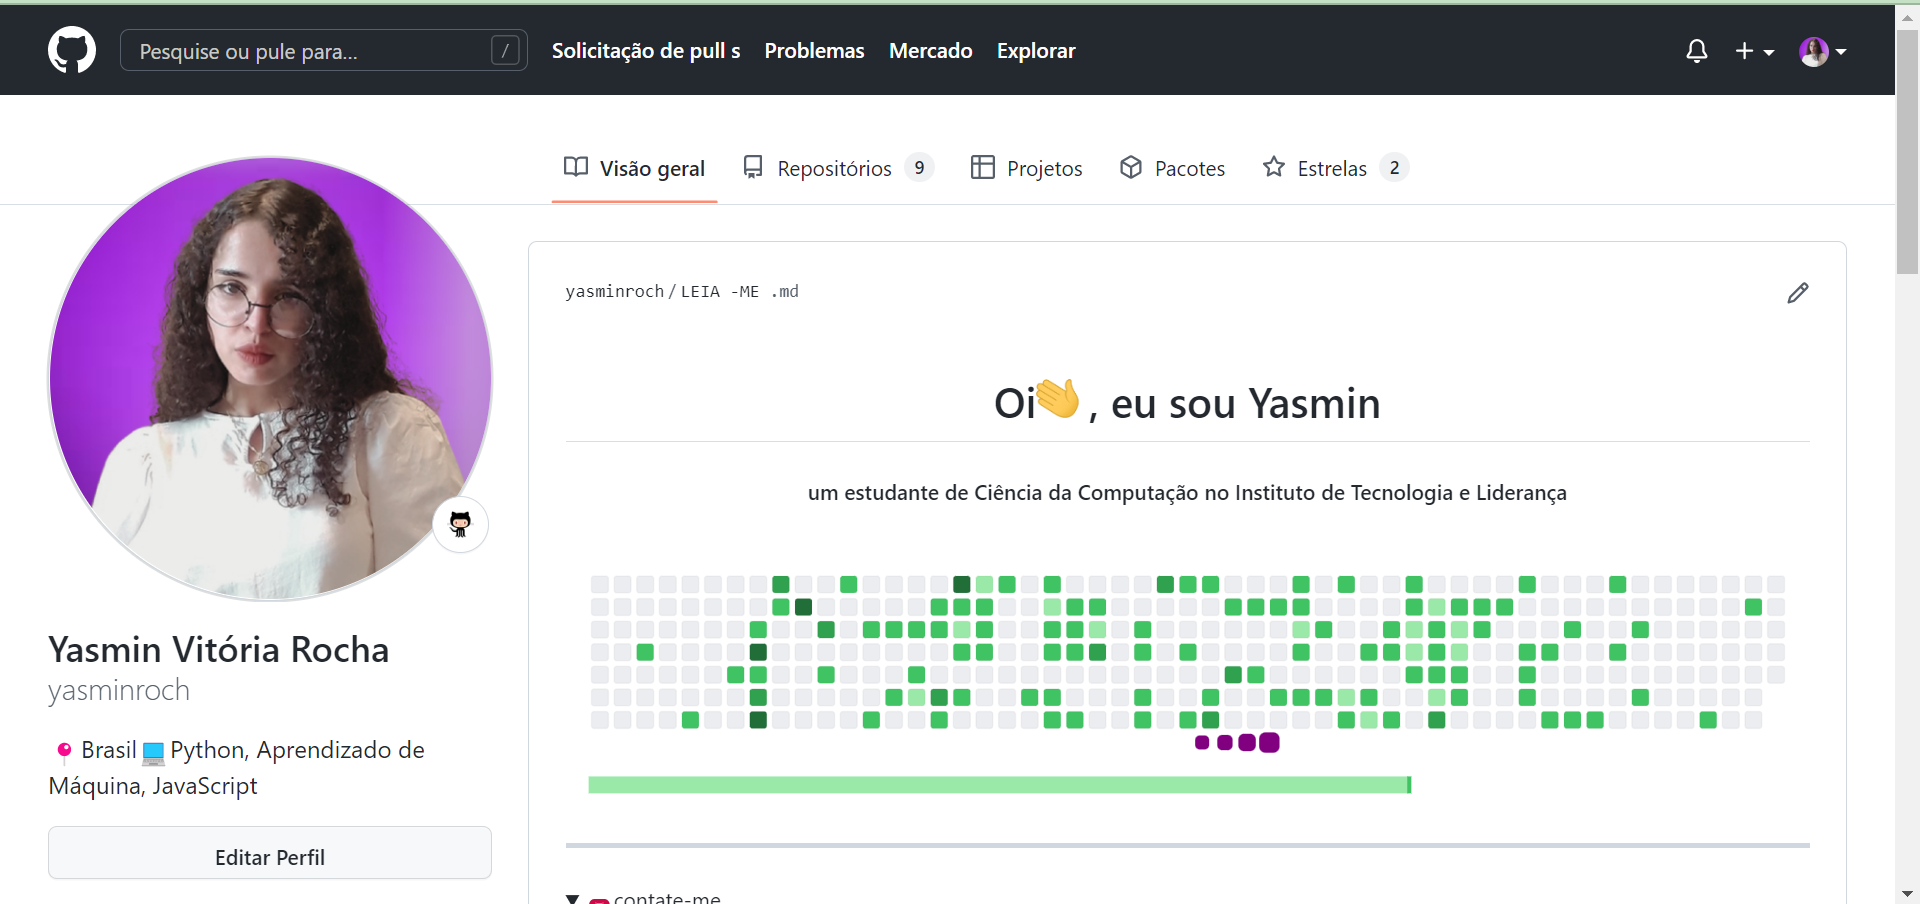 Pesquise ou pule para... /
Solicitação de pull s Problemas Mercado Explorar
Visão geral Repositórios 9 Projetos Pacotes Estrelas 2
yasminroch / LEIA -ME .md
Oi👋, eu sou Yasmin
um estudante de Ciência da Computação no Instituto de Tecnologia e Liderança
Yasmin Vitória Rocha
yasminroch
📍 Brasil 💻 Python, Aprendizado de
Máquina, JavaScript
Editar Perfil
contate-me